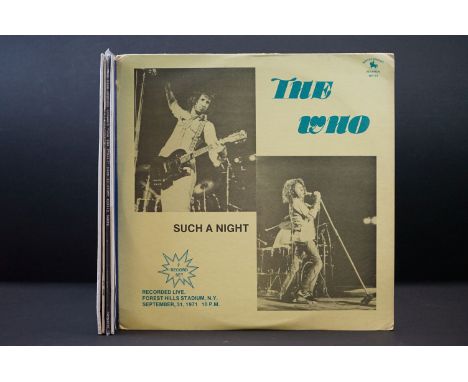 THE
WHO
SUCH A NIGHT
2
RECORD
SET
RECORDED LIVE,
FOREST HILLS STADIUM, N.Y.
SEPTEMBER, 31, 1971 10 P.M.